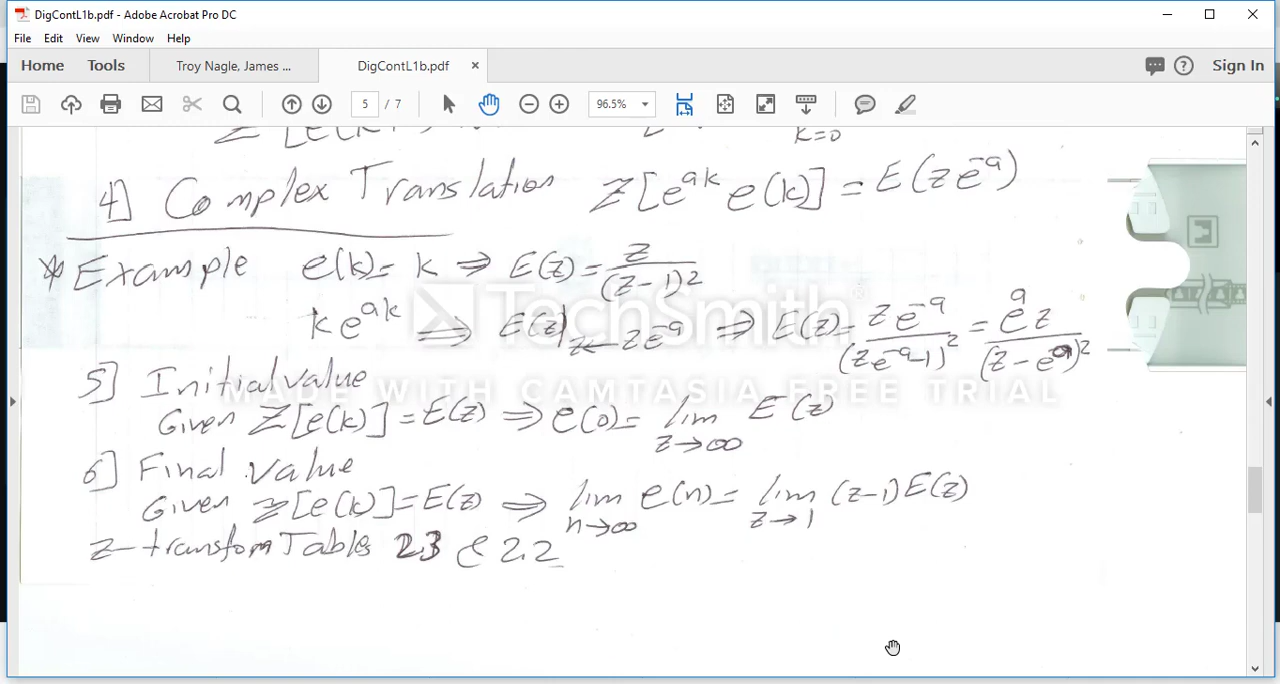 DigContL1b.pdf - Adobe Acrobat Pro DC
File Edit View Window Help
Home Tools Troy Nagle, James ... DigContL1b.pdf × Sign In
5 / 7 96.5%
k=0
4] Complex Translation Z[e^{ak} e(k)] = E(ze^{-a})
* Example e(k) = k ⇒ E(z) = z/(z-1)^2
k e^{ak} ⇒ E(z)|_{z←ze^{-a}} ⇒ E(z) = ze^{-a}/(ze^{-a}-1)^2 = e^a z/(z-e^a)^2
TechSmith
5] Initial value
MADE WITH CAMTASIA FREE TRIAL
Given Z[e(k)] = E(z) ⇒ e(0) = lim_{z→∞} E(z)
6] Final value
Given Z[e(k)] = E(z) ⇒ lim_{n→∞} e(n) = lim_{z→1} (z-1)E(z)
z-transform Tables 2.3 2.2